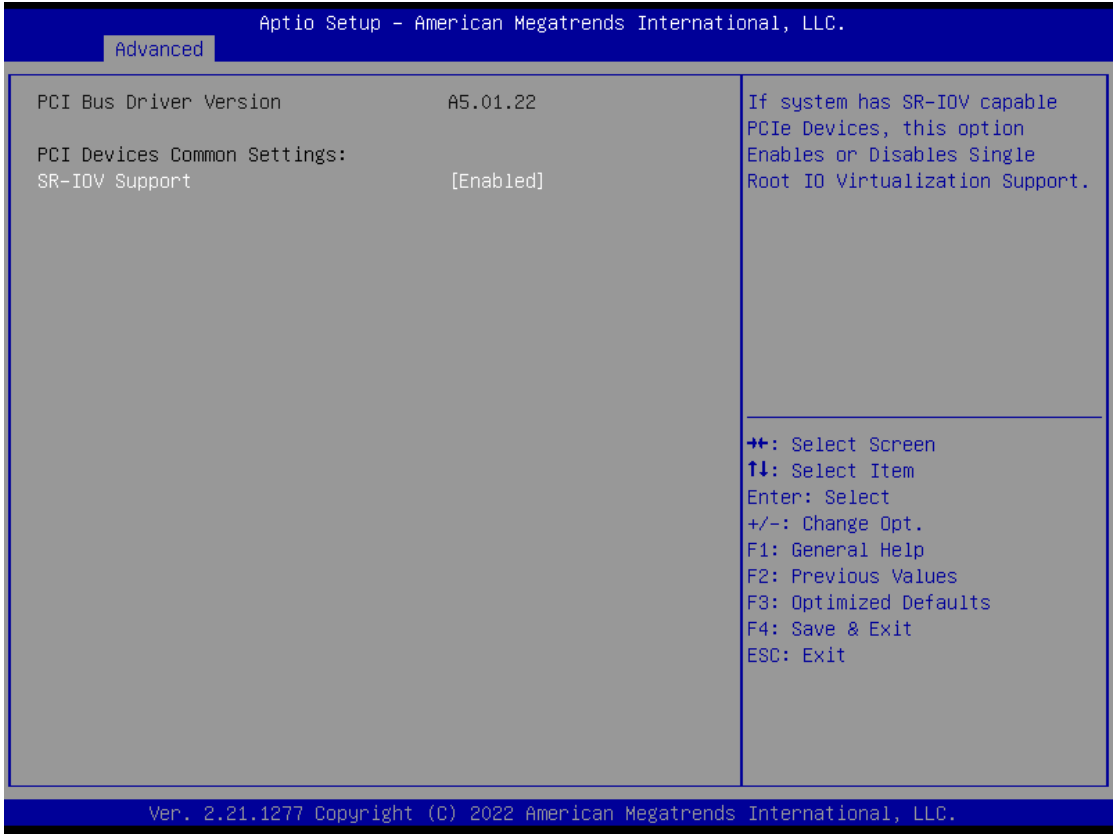 Aptio Setup – American Megatrends International, LLC.
Advanced
PCI Bus Driver Version A5.01.22
PCI Devices Common Settings:
SR-IOV Support [Enabled]
If system has SR-IOV capable
PCIe Devices, this option
Enables or Disables Single
Root IO Virtualization Support.
→←: Select Screen
↑↓: Select Item
Enter: Select
+/-: Change Opt.
F1: General Help
F2: Previous Values
F3: Optimized Defaults
F4: Save & Exit
ESC: Exit
Ver. 2.21.1277 Copyright (C) 2022 American Megatrends International, LLC.